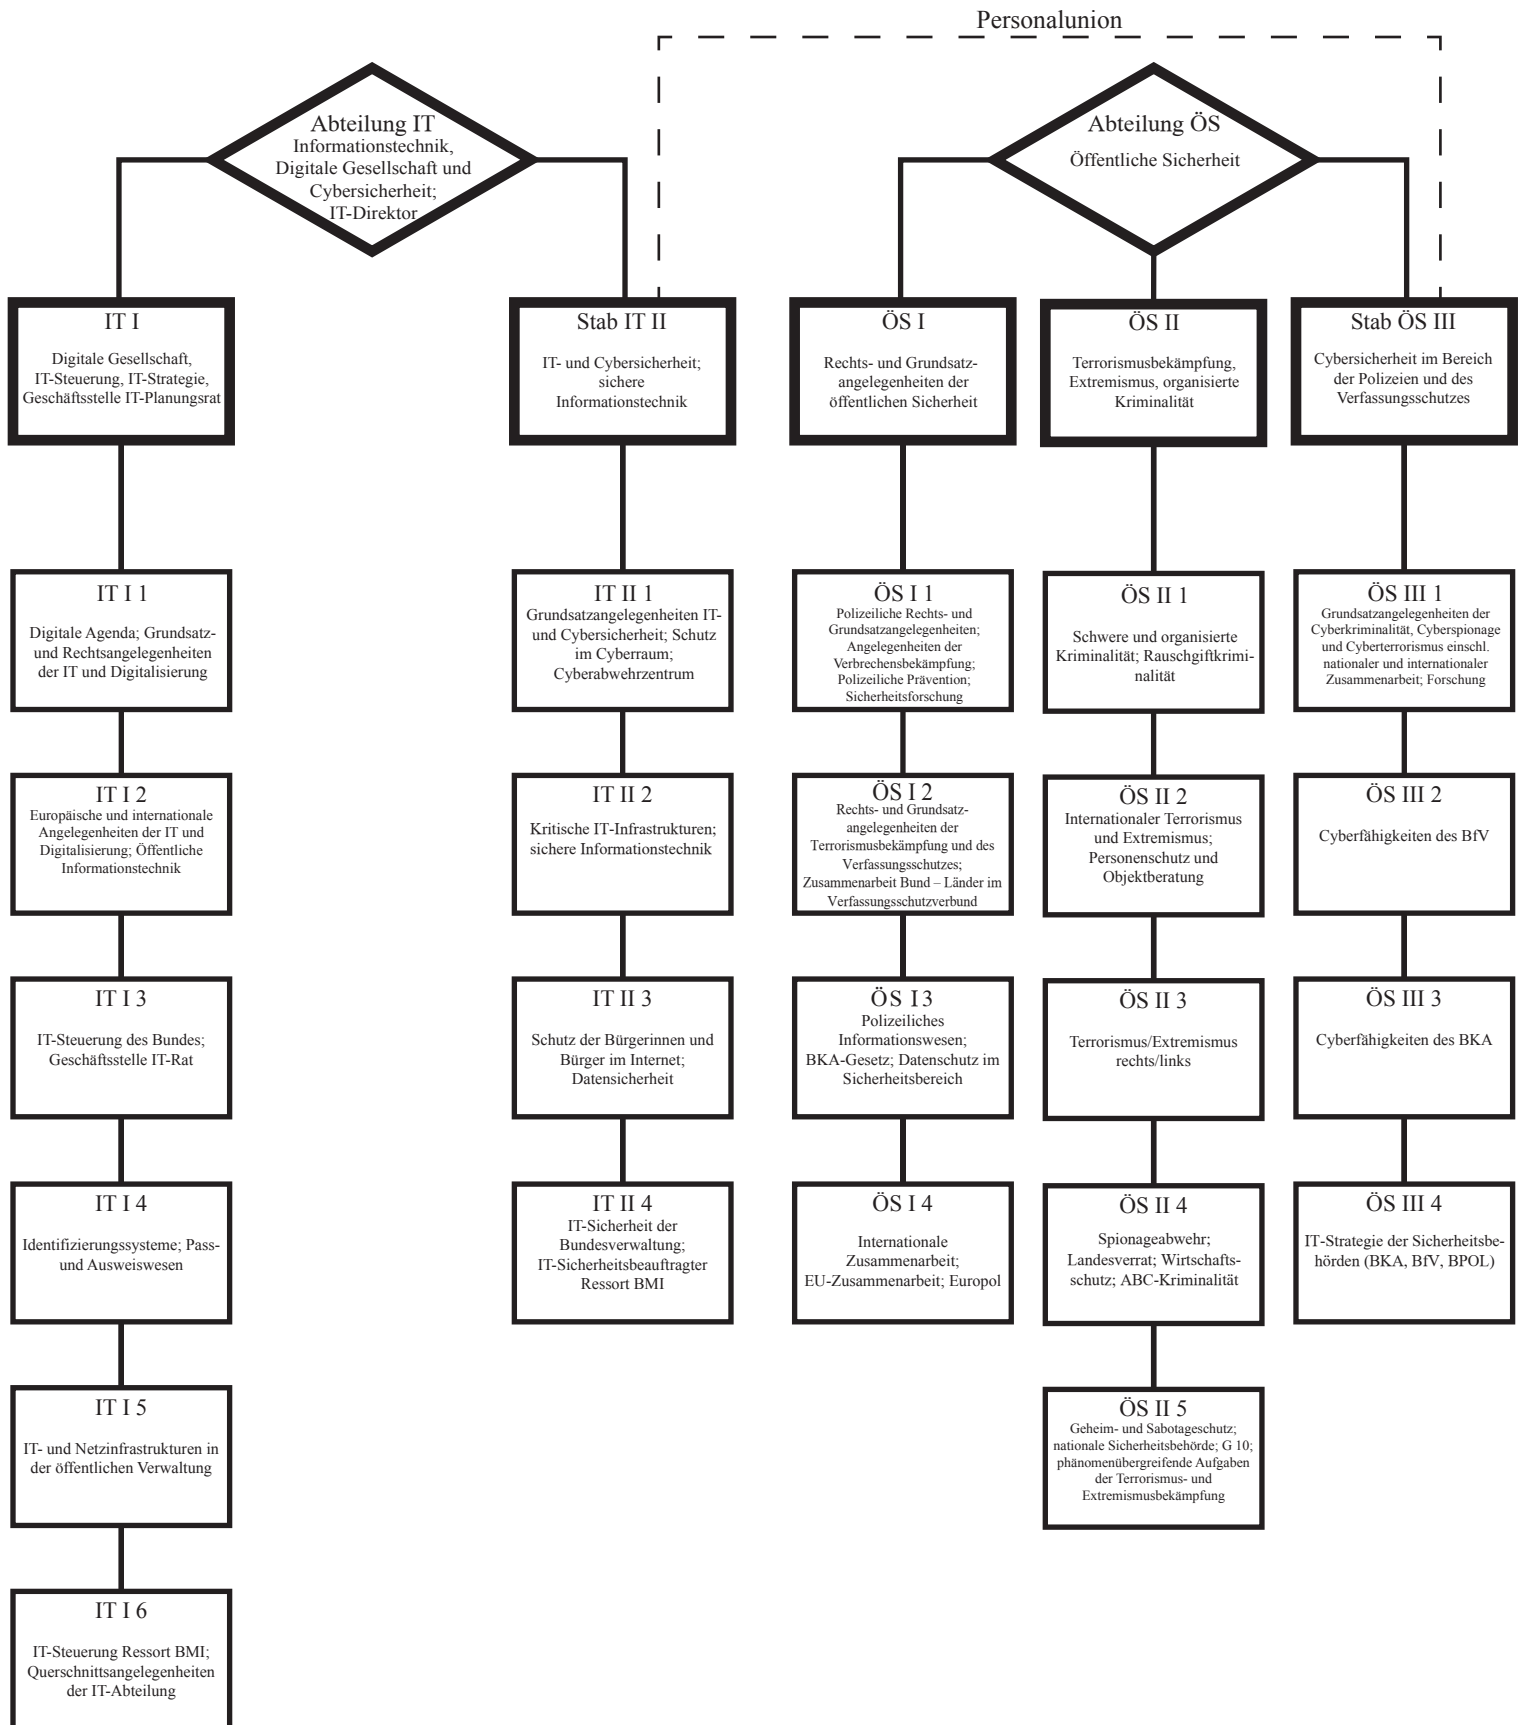 Personalunion
Abteilung IT
Informationstechnik,
Digitale Gesellschaft und
Cybersicherheit;
IT-Direktor
Abteilung ÖS
Öffentliche Sicherheit
IT I
Digitale Gesellschaft,
IT-Steuerung, IT-Strategie,
Geschäftsstelle IT-Planungsrat
Stab IT II
IT- und Cybersicherheit;
sichere
Informationstechnik
ÖS I
Rechts- und Grundsatz-
angelegenheiten der
öffentlichen Sicherheit
ÖS II
Terrorismusbekämpfung,
Extremismus, organisierte
Kriminalität
Stab ÖS III
Cybersicherheit im Bereich
der Polizeien und des
Verfassungsschutzes
IT I 1
Digitale Agenda; Grundsatz-
und Rechtsangelegenheiten
der IT und Digitalisierung
IT II 1
Grundsatzangelegenheiten IT-
und Cybersicherheit; Schutz
im Cyberraum;
Cyberabwehrzentrum
ÖS I 1
Polizeiliche Rechts- und
Grundsatzangelegenheiten;
Angelegenheiten der
Verbrechensbekämpfung;
Polizeiliche Prävention;
Sicherheitsforschung
ÖS II 1
Schwere und organisierte
Kriminalität; Rauschgiftkrimi-
nalität
ÖS III 1
Grundsatzangelegenheiten der
Cyberkriminalität, Cyberspionage
und Cyberterrorismus einschl.
nationaler und internationaler
Zusammenarbeit; Forschung
IT I 2
Europäische und internationale
Angelegenheiten der IT und
Digitalisierung; Öffentliche
Informationstechnik
IT II 2
Kritische IT-Infrastrukturen;
sichere Informationstechnik
ÖS I 2
Rechts- und Grundsatz-
angelegenheiten der
Terrorismusbekämpfung und des
Verfassungsschutzes;
Zusammenarbeit Bund – Länder im
Verfassungsschutzverbund
ÖS II 2
Internationaler Terrorismus
und Extremismus;
Personenschutz und
Objektberatung
ÖS III 2
Cyberfähigkeiten des BfV
IT I 3
IT-Steuerung des Bundes;
Geschäftsstelle IT-Rat
IT II 3
Schutz der Bürgerinnen und
Bürger im Internet;
Datensicherheit
ÖS I 3
Polizeiliches
Informationswesen;
BKA-Gesetz; Datenschutz im
Sicherheitsbereich
ÖS II 3
Terrorismus/Extremismus
rechts/links
ÖS III 3
Cyberfähigkeiten des BKA
IT I 4
Identifizierungssysteme; Pass-
und Ausweiswesen
IT II 4
IT-Sicherheit der
Bundesverwaltung;
IT-Sicherheitsbeauftragter
Ressort BMI
ÖS I 4
Internationale
Zusammenarbeit;
EU-Zusammenarbeit; Europol
ÖS II 4
Spionageabwehr;
Landesverrat; Wirtschafts-
schutz; ABC-Kriminalität
ÖS III 4
IT-Strategie der Sicherheitsbe-
hörden (BKA, BfV, BPOL)
IT I 5
IT- und Netzinfrastrukturen in
der öffentlichen Verwaltung
ÖS II 5
Geheim- und Sabotageschutz;
nationale Sicherheitsbehörde; G 10;
phänomenübergreifende Aufgaben
der Terrorismus- und
Extremismusbekämpfung
IT I 6
IT-Steuerung Ressort BMI;
Querschnittsangelegenheiten
der IT-Abteilung